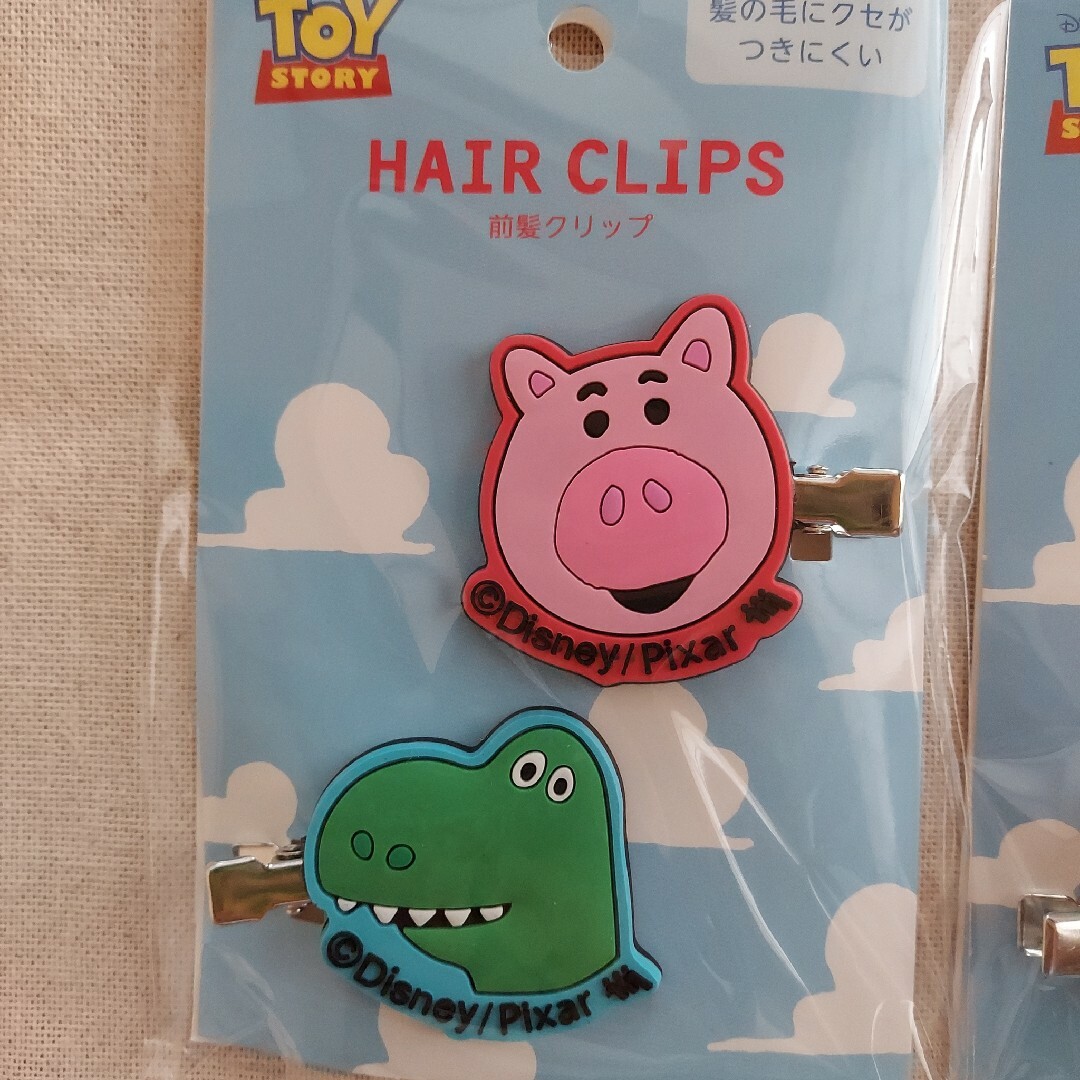 TOY
STORY
髪の毛にクセが
つきにくい
HAIR CLIPS
前髪クリップ
©Disney/Pixar
©Disney/Pixar